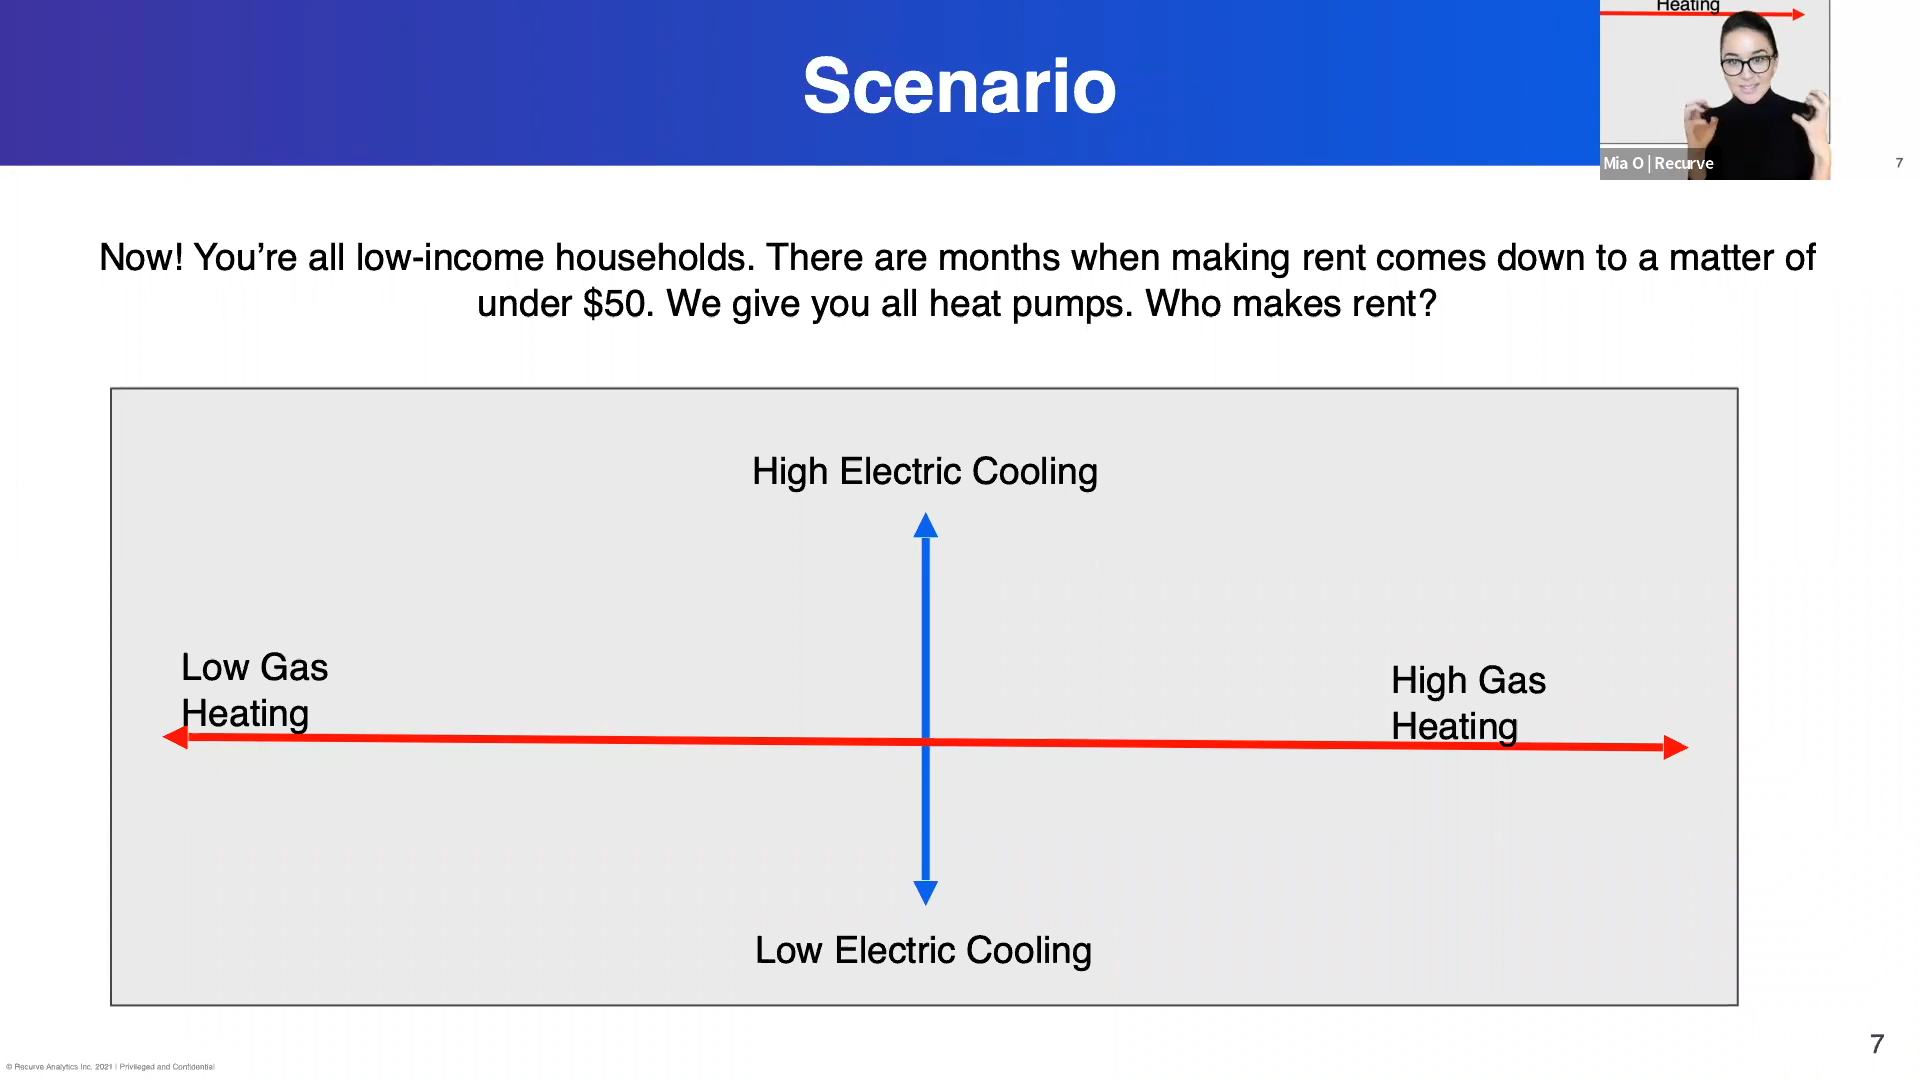 Scenario
Heating
Mia O | Recurve
7
Now! You’re all low-income households. There are months when making rent comes down to a matter of
under $50. We give you all heat pumps. Who makes rent?
High Electric Cooling
Low Gas
Heating
High Gas
Heating
Low Electric Cooling
7
© Recurve Analytics Inc. 2021 | Privileged and Confidential